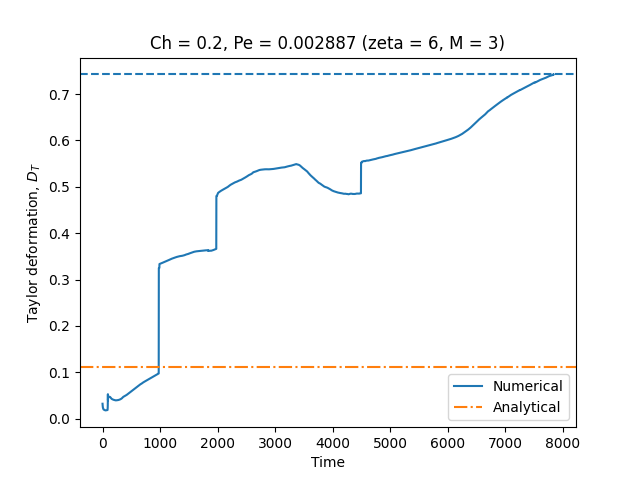 Ch = 0.2, Pe = 0.002887 (zeta = 6, M = 3)
Taylor deformation, D_T
0.7
0.6
0.5
0.4
0.3
0.2
0.1
0.0
Numerical
Analytical
0 1000 2000 3000 4000 5000 6000 7000 8000
Time